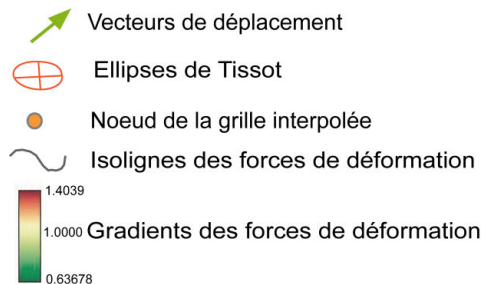 Vecteurs de déplacement
Ellipses de Tissot
Noeud de la grille interpolée
Isolignes des forces de déformation
1.4039
1.0000 Gradients des forces de déformation
0.63678